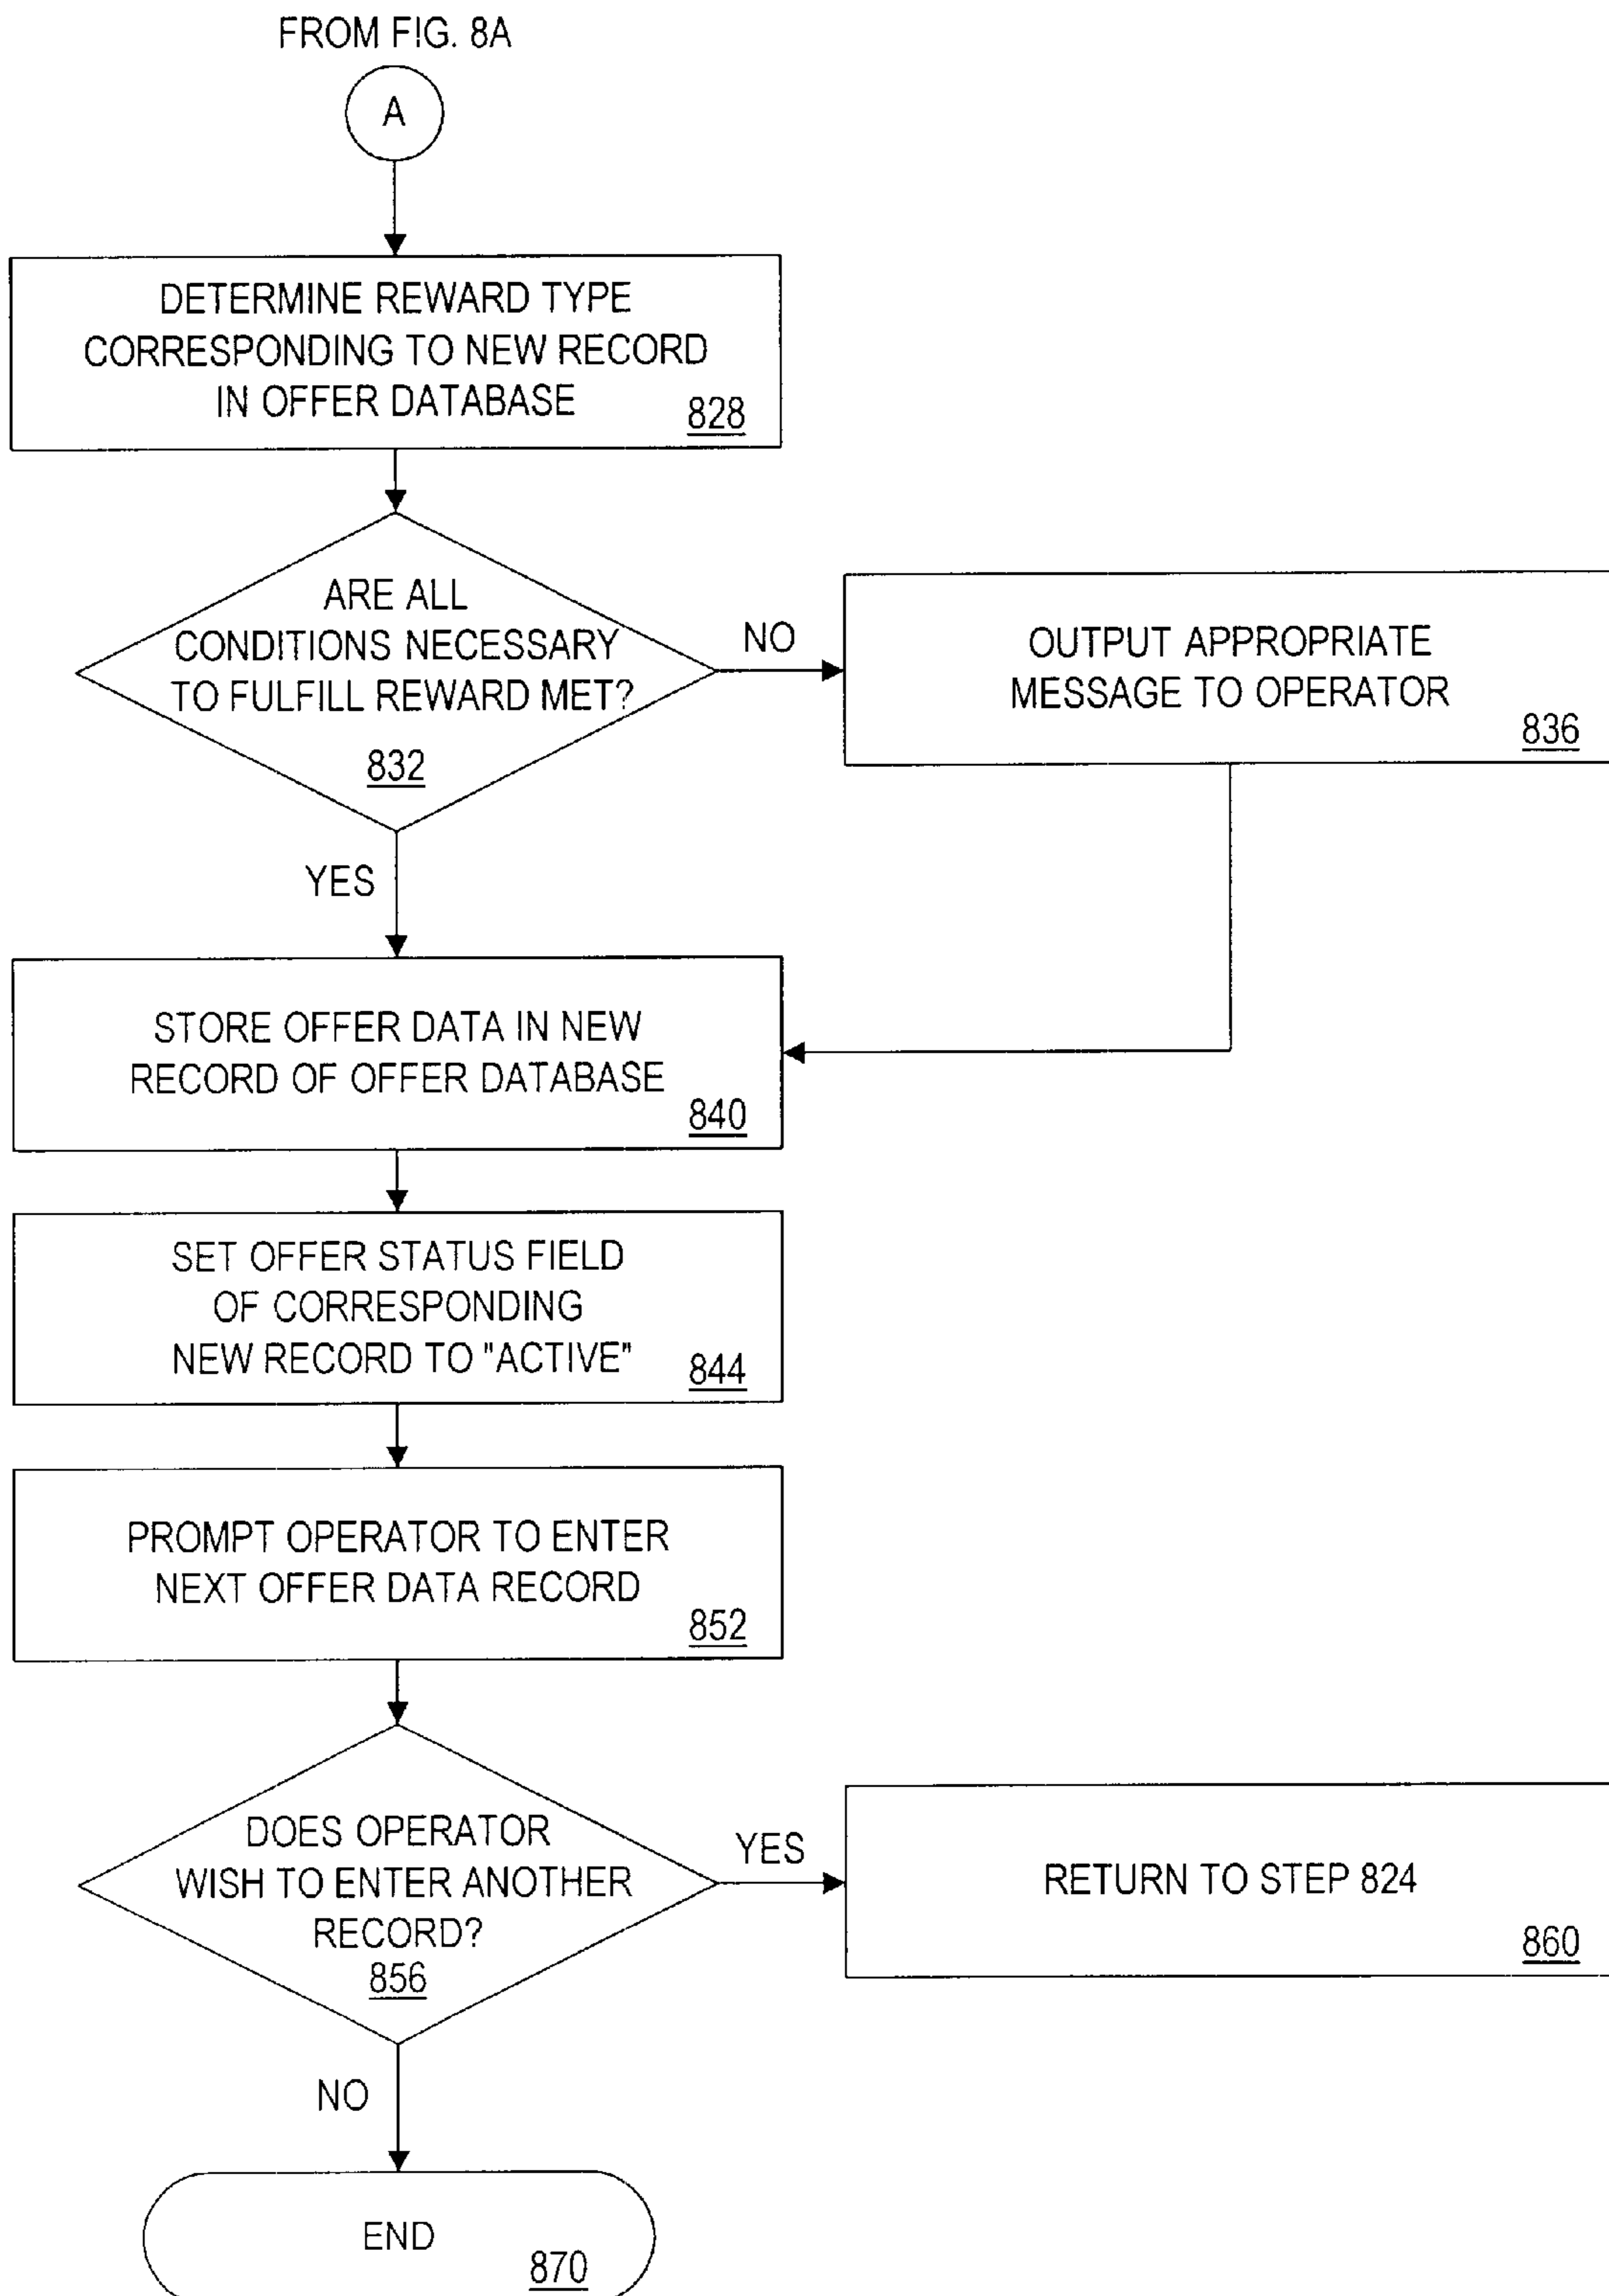 FROM FIG. 8A
A
DETERMINE REWARD TYPE
CORRESPONDING TO NEW RECORD
IN OFFER DATABASE
828
ARE ALL
CONDITIONS NECESSARY
TO FULFILL REWARD MET?
832
NO
OUTPUT APPROPRIATE
MESSAGE TO OPERATOR
836
YES
STORE OFFER DATA IN NEW
RECORD OF OFFER DATABASE
840
SET OFFER STATUS FIELD
OF CORRESPONDING
NEW RECORD TO "ACTIVE"
844
PROMPT OPERATOR TO ENTER
NEXT OFFER DATA RECORD
852
DOES OPERATOR
WISH TO ENTER ANOTHER
RECORD?
856
YES
RETURN TO STEP 824
860
NO
END
870